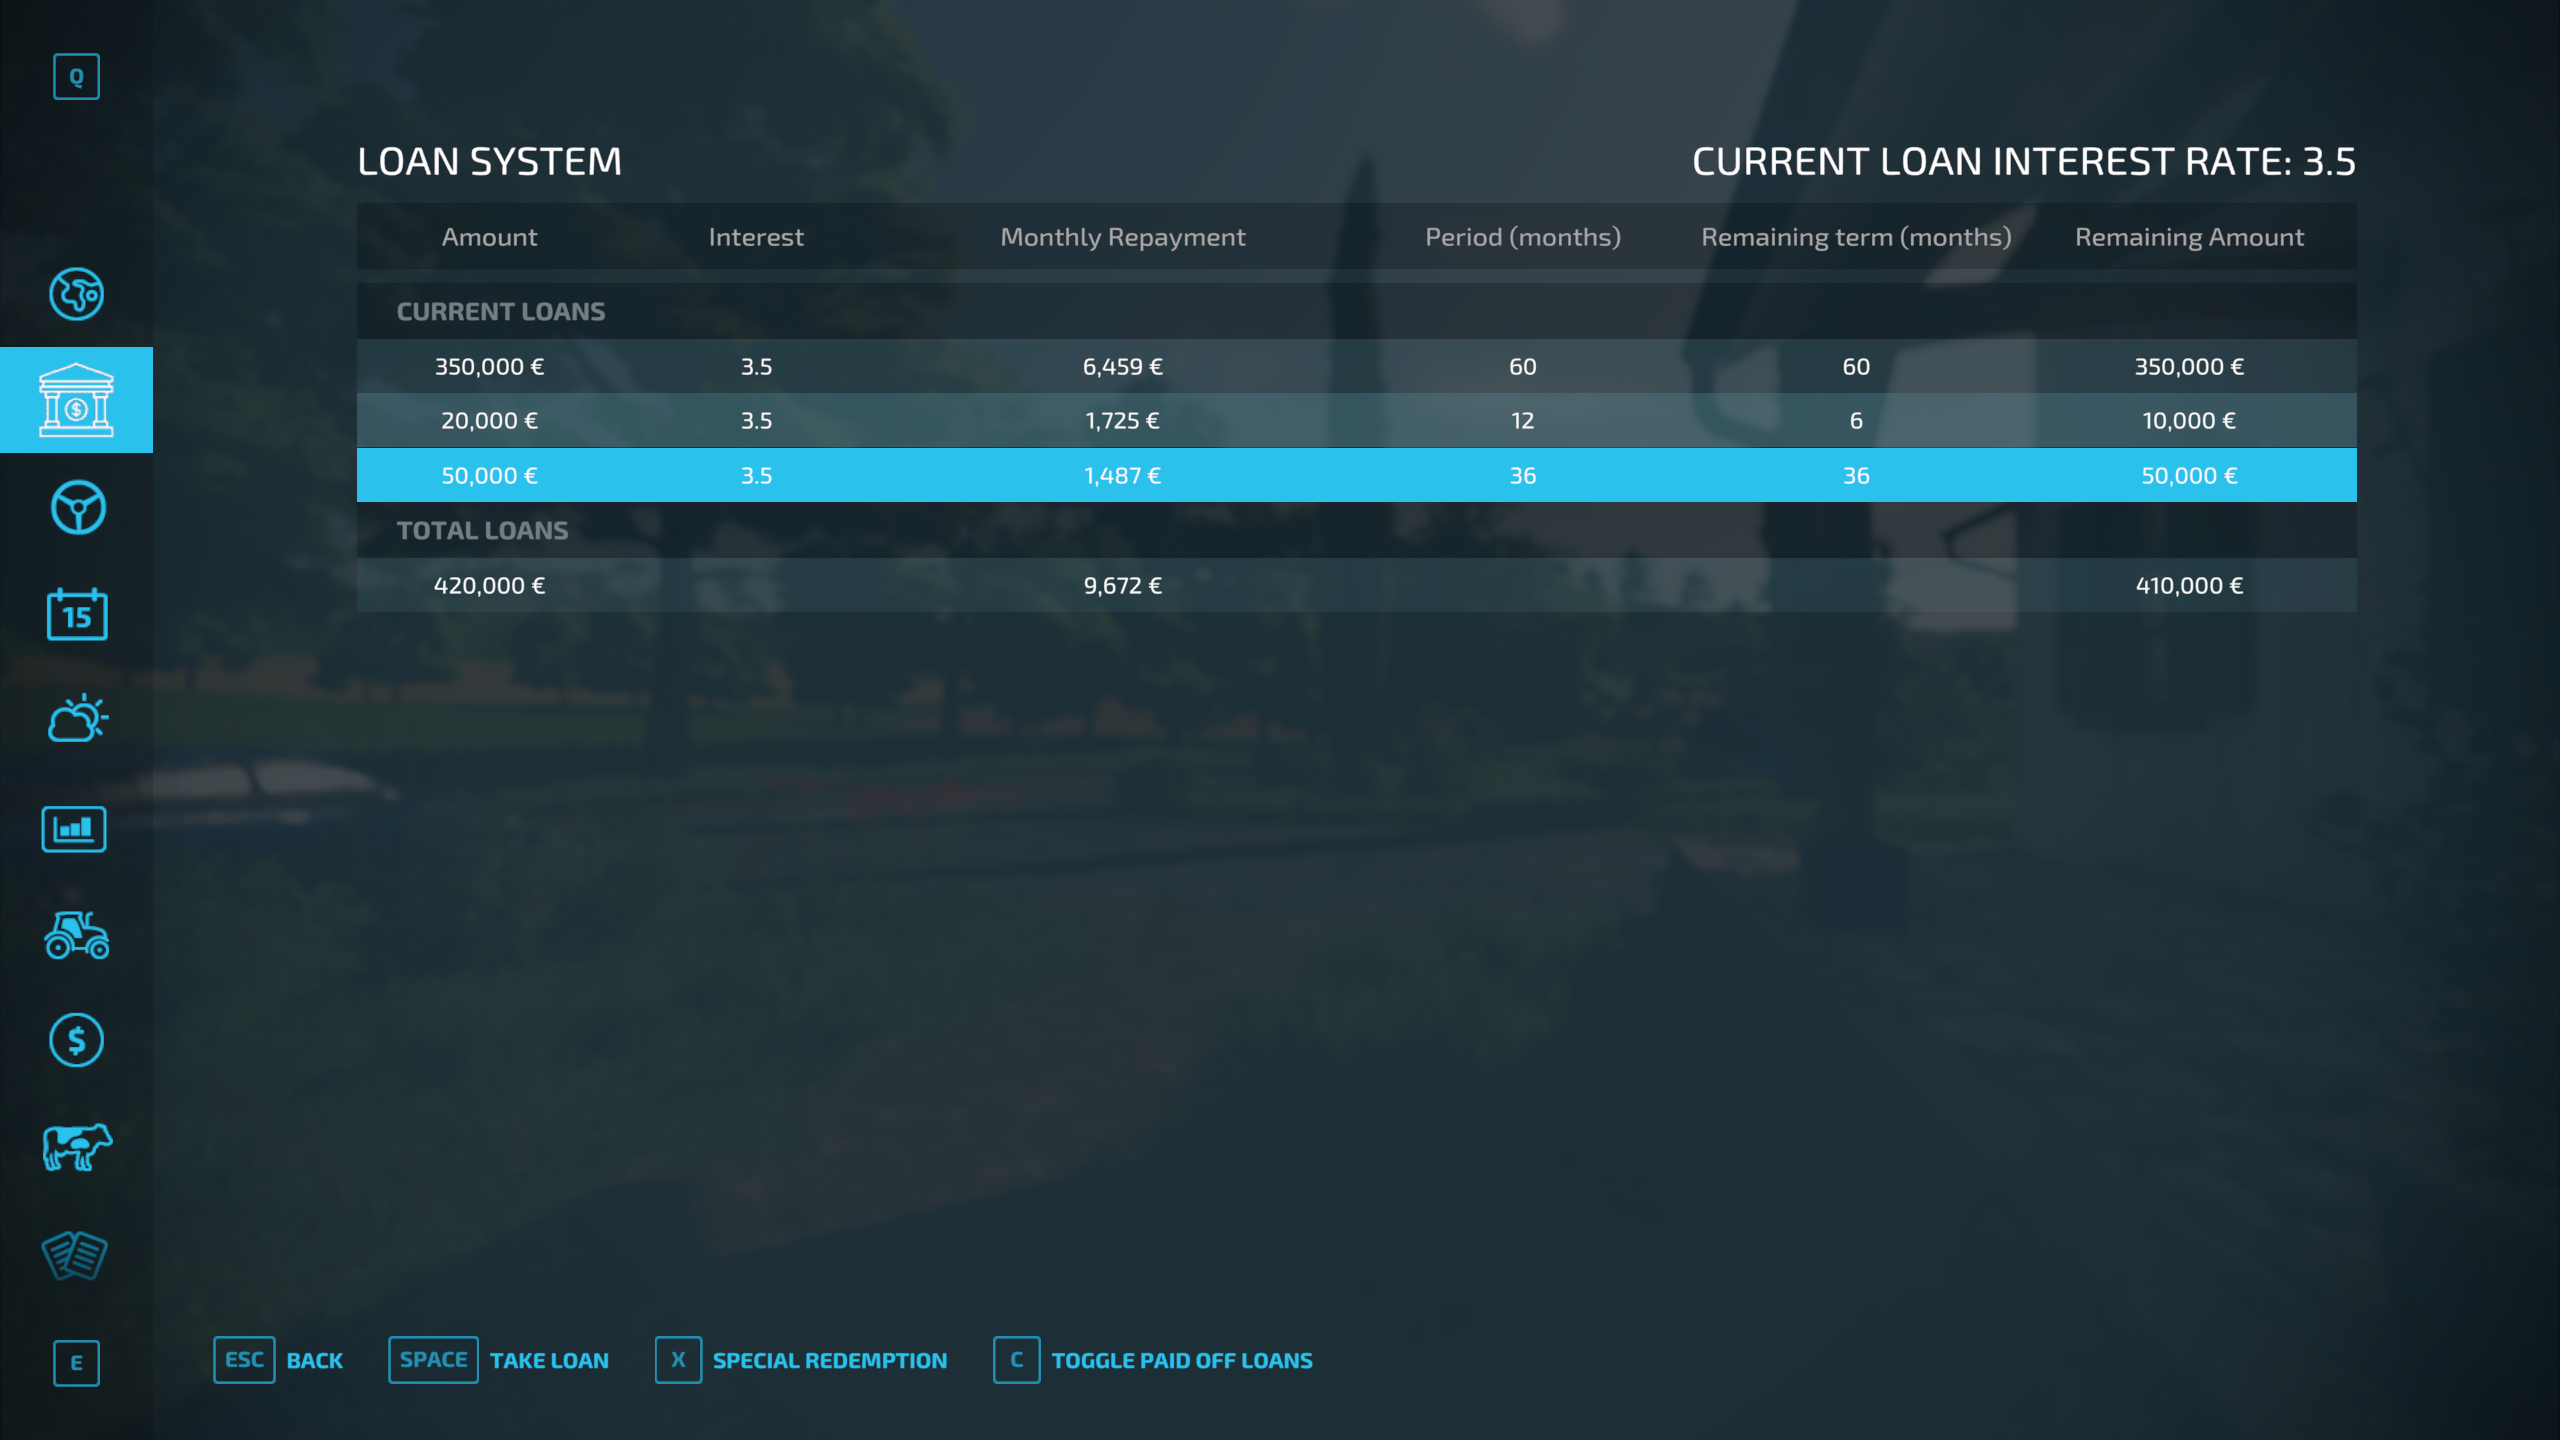 Q
LOAN SYSTEM CURRENT LOAN INTEREST RATE: 3.5
Amount Interest Monthly Repayment Period (months) Remaining term (months) Remaining Amount
CURRENT LOANS
350,000 € 3.5 6,459 € 60 60 350,000 €
20,000 € 3.5 1,725 € 12 6 10,000 €
50,000 € 3.5 1,487 € 36 36 50,000 €
TOTAL LOANS
420,000 € 9,672 € 410,000 €
$
15
$
E
ESC BACK SPACE TAKE LOAN X SPECIAL REDEMPTION C TOGGLE PAID OFF LOANS